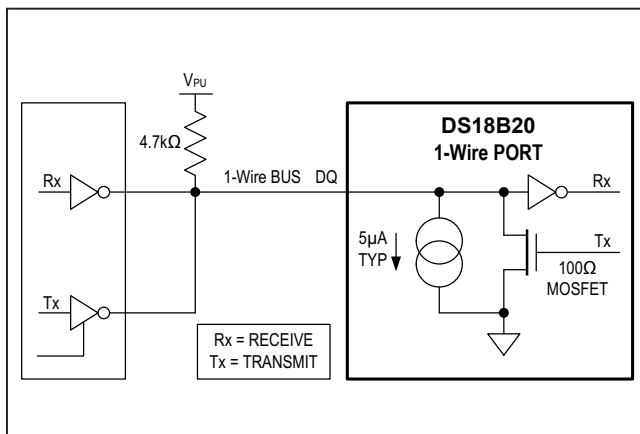 VPU
4.7kΩ
Rx
1-Wire BUS DQ
Tx
Rx = RECEIVE
Tx = TRANSMIT
DS18B20
1-Wire PORT
Rx
5µA
TYP
Tx
100Ω
MOSFET